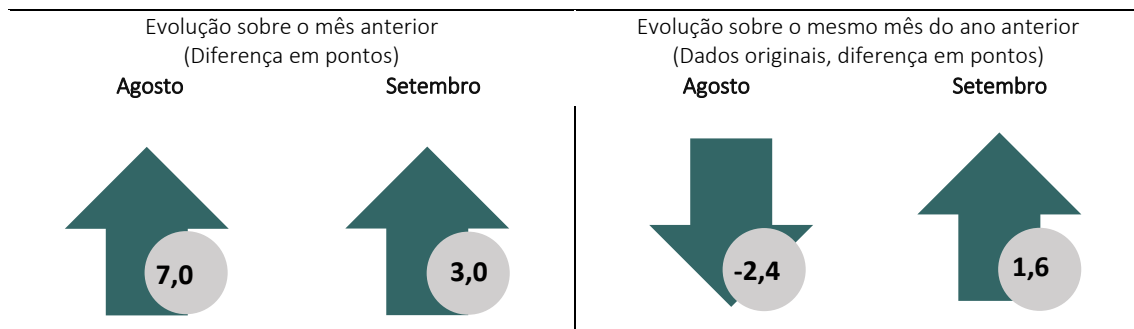 Evolução sobre o mês anterior
(Diferença em pontos)
Agosto Setembro
7,0 3,0
Evolução sobre o mesmo mês do ano anterior
(Dados originais, diferença em pontos)
Agosto Setembro
-2,4 1,6